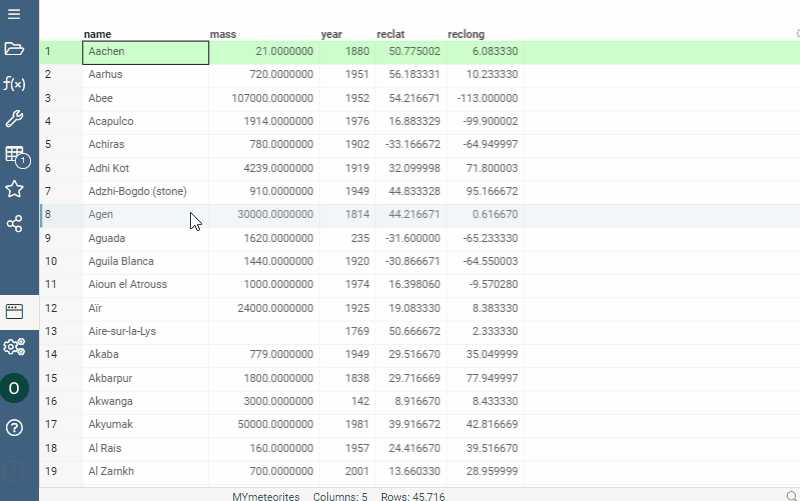 name mass year reclat reclong
1 Aachen 21.0000000 1880 50.775002 6.083330
2 Aarhus 720.0000000 1951 56.183331 10.233330
3 Abee 107000.0000000 1952 54.216671 -113.000000
4 Acapulco 1914.0000000 1976 16.883329 -99.900002
5 Achiras 780.0000000 1902 -33.166672 -64.949997
6 Adhi Kot 4239.0000000 1919 32.099998 71.800003
7 Adzhi-Bogdo (stone) 910.0000000 1949 44.833328 95.166672
8 Agen 30000.0000000 1814 44.216671 0.616670
9 Aguada 1620.0000000 235 -31.600000 -65.233330
10 Aguila Blanca 1440.0000000 1920 -30.866671 -64.550003
11 Aioun el Atrouss 1000.0000000 1974 16.398060 -9.570280
12 Aïr 24000.0000000 1925 19.083330 8.383330
13 Aire-sur-la-Lys 1769 50.666672 2.333330
14 Akaba 779.0000000 1949 29.516670 35.049999
15 Akbarpur 1800.0000000 1838 29.716669 77.949997
16 Akwanga 3000.0000000 142 8.916670 8.433330
17 Akyumak 50000.0000000 1981 39.916672 42.816669
18 Al Rais 160.0000000 1957 24.416670 39.516670
19 Al Zarnkh 700.0000000 2001 13.660330 28.959999
f(x)
1
O
?
MYmeteorites Columns: 5 Rows: 45,716